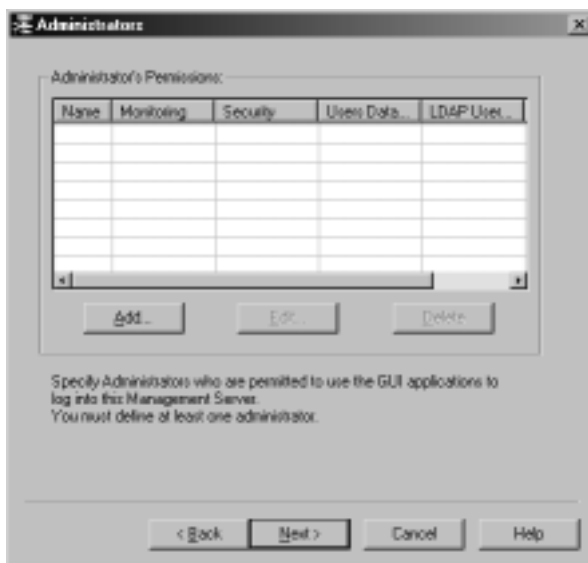 Administrators
Administrator's Permissions:
Name Monitoring Security Users Data... LDAP User...
Add... Edit... Delete
Specify Administrators who are permitted to use the GUI applications to
log into this Management Server.
You must define at least one administrator.
< Back Next > Cancel Help